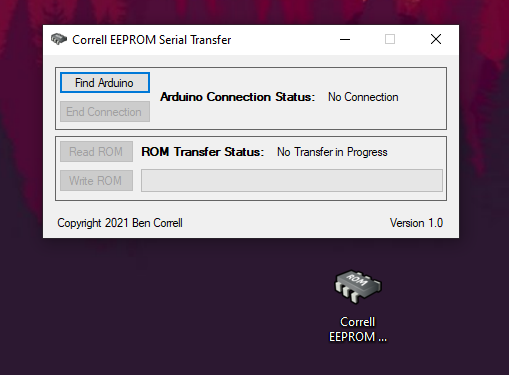 Correll EEPROM Serial Transfer
Find Arduino
End Connection
Arduino Connection Status: No Connection
Read ROM
ROM Transfer Status: No Transfer in Progress
Write ROM
Copyright 2021 Ben Correll
Version 1.0
ROM
Correll
EEPROM ...